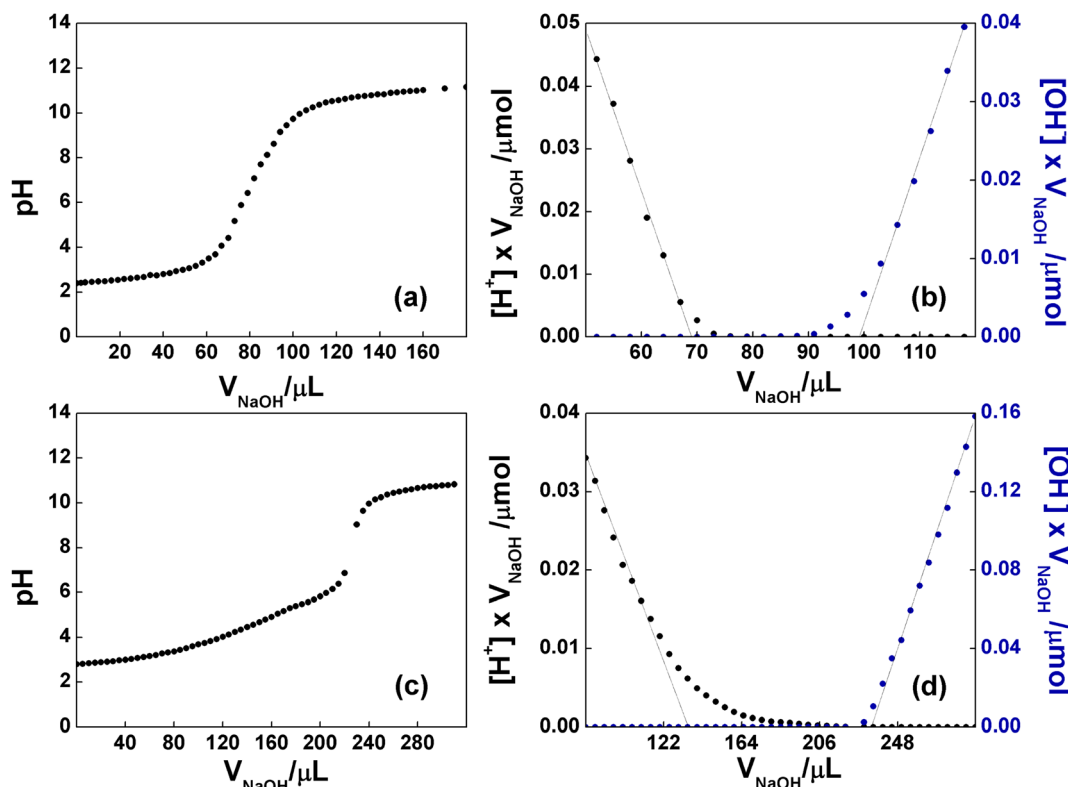 14
12
10
8
6
4
2
0
pH
20 40 60 80 100 120 140 160
V_NaOH/μL
(a)
0.05
0.04
0.03
0.02
0.01
0.00
[H⁺] x V_NaOH /μmol
60 70 80 90 100 110
V_NaOH/μL
(b)
0.04
0.03
0.02
0.01
0.00
[OH⁻] x V_NaOH /μmol
14
12
10
8
6
4
2
0
pH
40 80 120 160 200 240 280
V_NaOH/μL
(c)
0.04
0.03
0.02
0.01
0.00
[H⁺] x V_NaOH /μmol
122 164 206 248
V_NaOH/μL
(d)
0.16
0.12
0.08
0.04
0.00
[OH] x V_NaOH /μmol